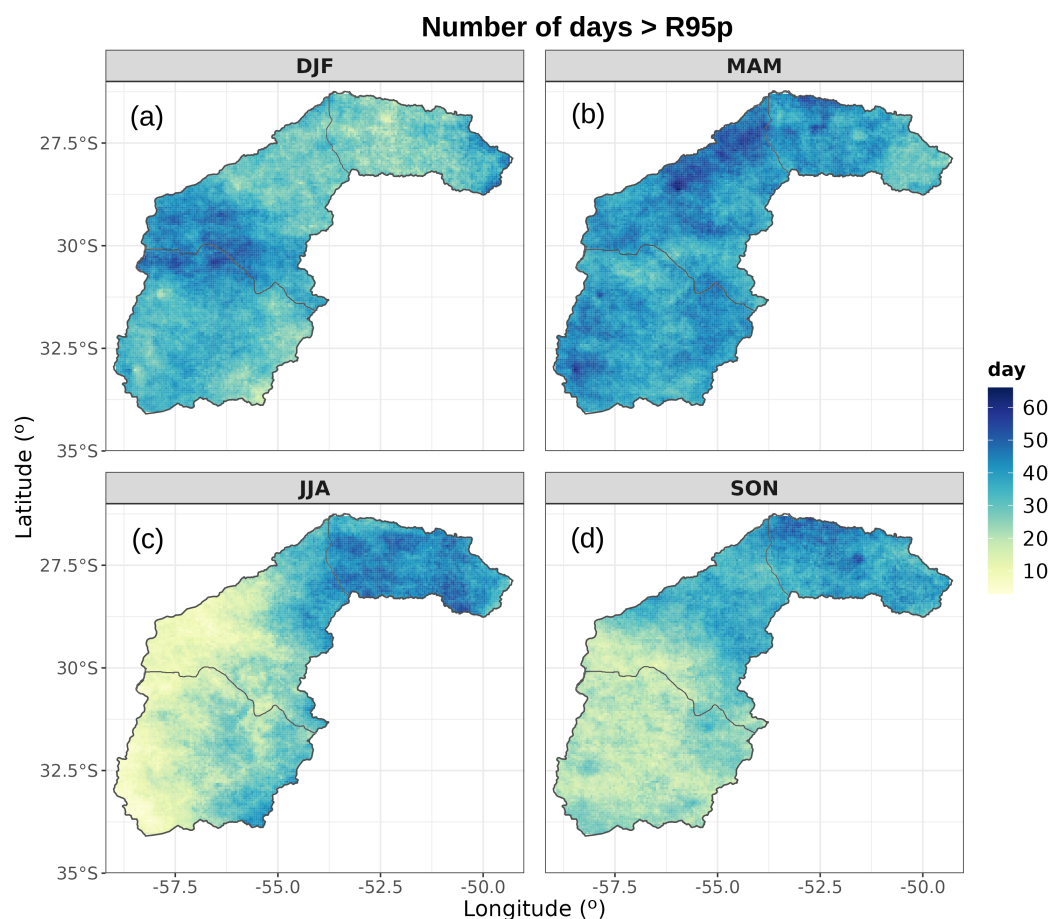 Number of days > R95p
DJF
MAM
(a)
(b)
27.5°S
30°S
32.5°S
35°S
JJA
SON
(c)
(d)
27.5°S
30°S
32.5°S
35°S
-57.5 -55.0 -52.5 -50.0
-57.5 -55.0 -52.5 -50.0
Longitude (º)
Latitude (º)
day
60
50
40
30
20
10